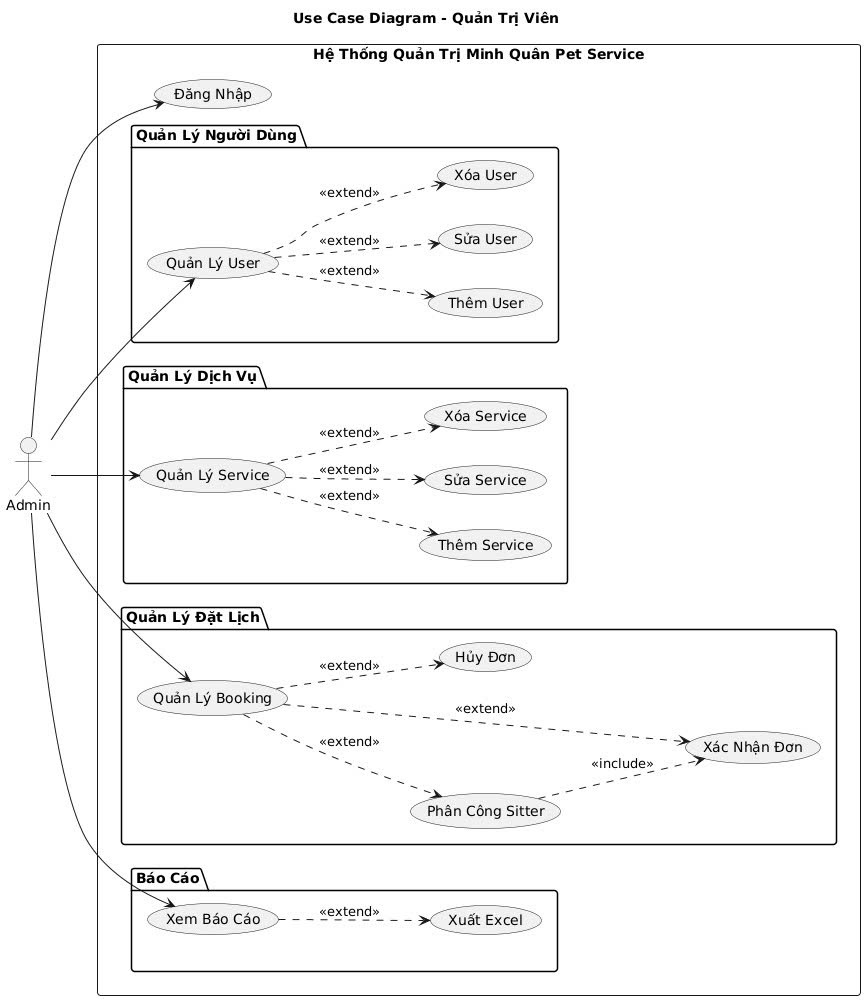 Use Case Diagram - Quản Trị Viên
Hệ Thống Quản Trị Minh Quân Pet Service
Đăng Nhập
Quản Lý Người Dùng
Xóa User
«extend»
Sửa User
«extend»
Quản Lý User
«extend»
Thêm User
Quản Lý Dịch Vụ
Xóa Service
«extend»
Quản Lý Service
«extend»
Sửa Service
«extend»
Thêm Service
Admin
Quản Lý Đặt Lịch
Hủy Đơn
«extend»
Quản Lý Booking
«extend»
«extend»
Xác Nhận Đơn
«include»
Phân Công Sitter
Báo Cáo
Xem Báo Cáo
«extend»
Xuất Excel